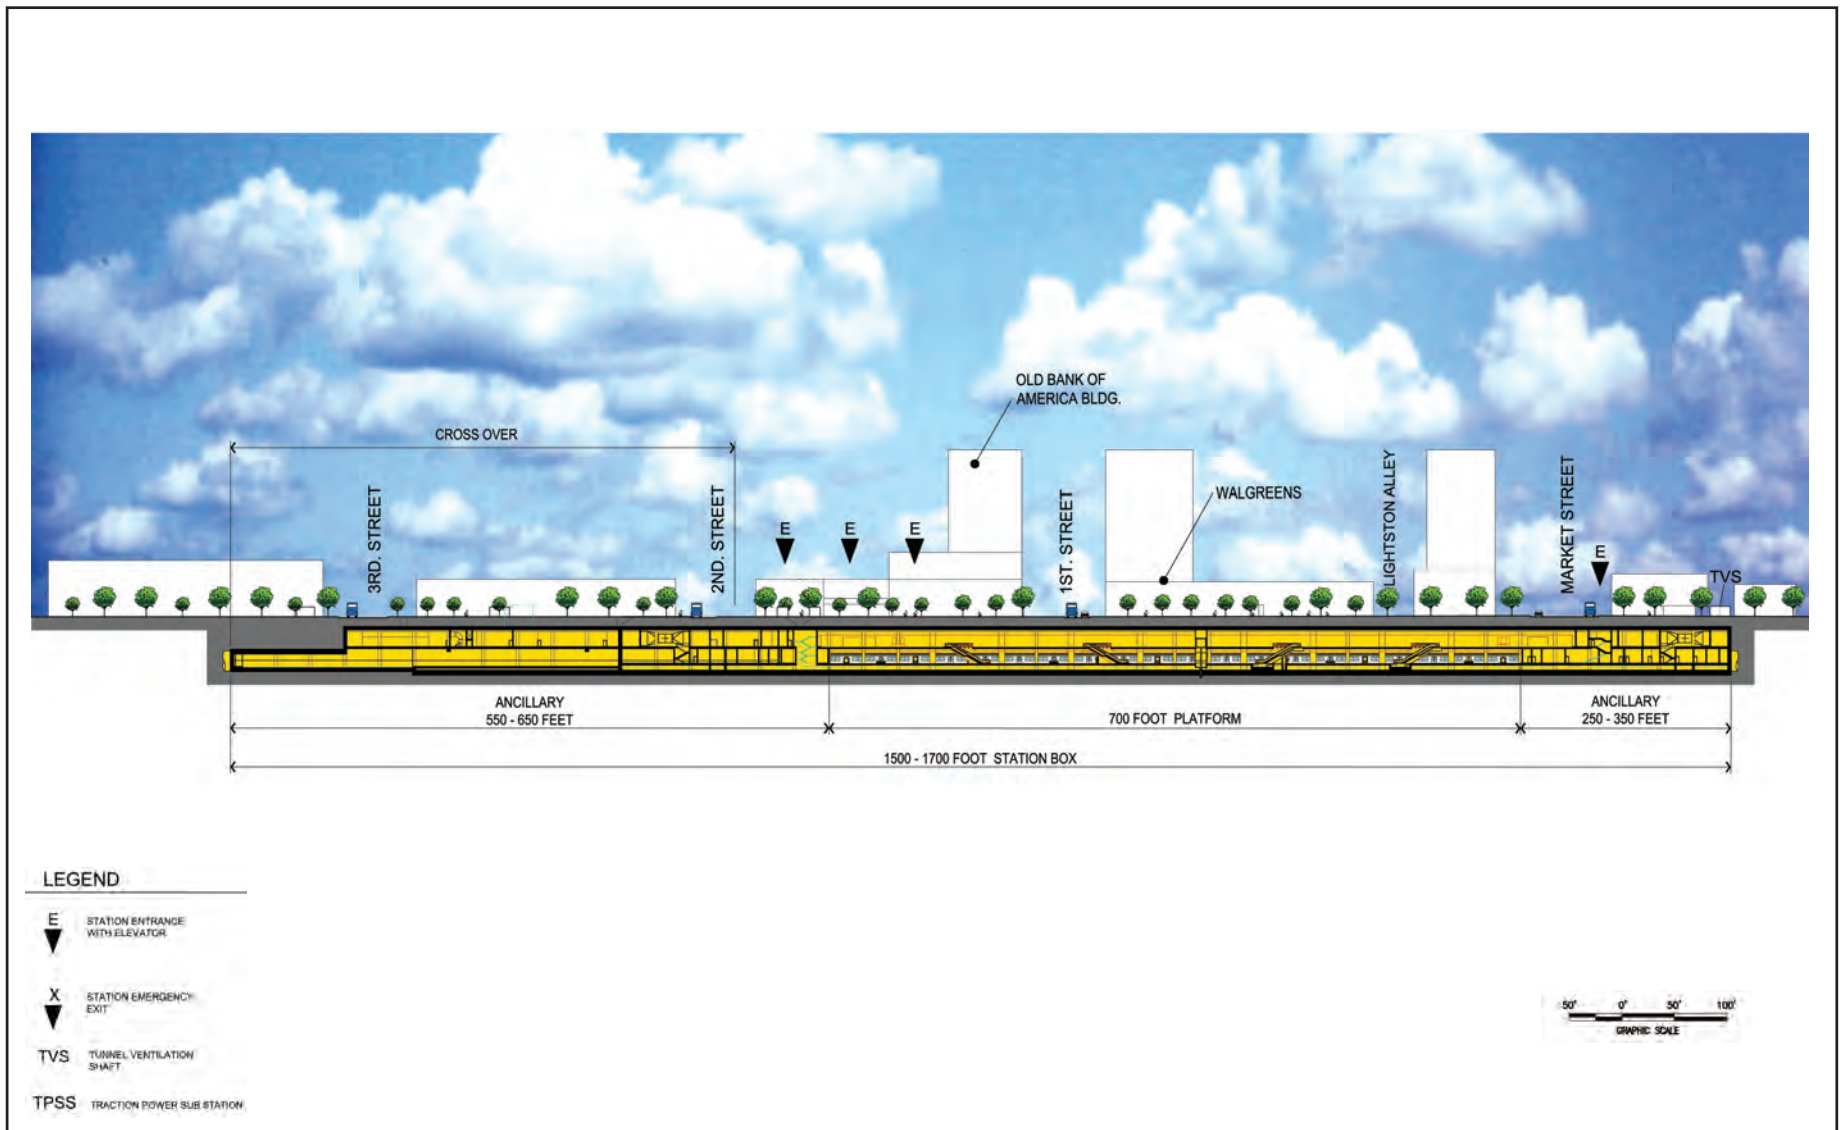 OLD BANK OF
AMERICA BLDG.
CROSS OVER
3RD. STREET
2ND. STREET
E
E
E
1ST. STREET
WALGREENS
LIGHTSTON ALLEY
MARKET STREET
E
TVS
ANCILLARY
550 - 650 FEET
700 FOOT PLATFORM
ANCILLARY
250 - 350 FEET
1500 - 1700 FOOT STATION BOX
LEGEND
E
STATION ENTRANCE
WITH ELEVATOR
X
STATION EMERGENCY
EXIT
TVS
TUNNEL VENTILATION
SHAFT
TPSS
TRACTION POWER SUB STATION
50' 0' 50' 100'
GRAPHIC SCALE